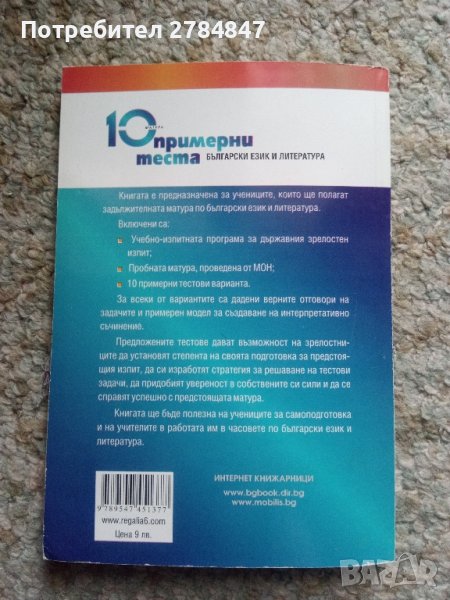 Потребител 2784847
10
МАТУРА
примерни
теста БЪЛГАРСКИ ЕЗИК И ЛИТЕРАТУРА
Книгата е предназначена за учениците, които ще полагат
задължителната матура по български език и литература.
Включени са:
Учебно-изпитната програма за държавния зрелостен
изпит;
Пробната матура, проведена от МОН;
10 примерни тестови варианта.
За всеки от вариантите са дадени верните отговори на
задачите и примерен модел за създаване на интерпретативно
съчинение.
Предложените тестове дават възможност на зрелостни-
ците да установят степента на своята подготовка за предстоя-
щия изпит, да си изработят стратегия за решаване на тестови
задачи, да придобият увереност в собствените си сили и да се
справят успешно с предстоящата матура.
Книгата ще бъде полезна на учениците за самоподготовка
и на учителите в работата им в часовете по български език и
литература.
ИНТЕРНЕТ КНИЖАРНИЦИ
www.bgbook.dir.bg
www.mobilis.bg
9789547451377
www.regalia6.com
Цена 9 лв.
BAZAR